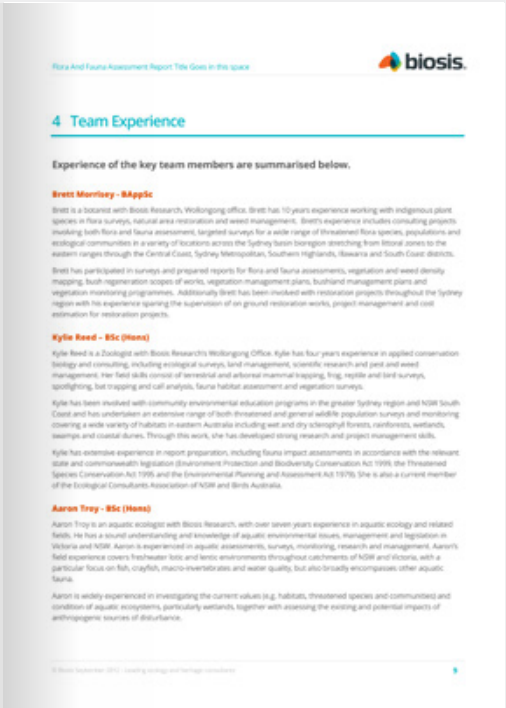 Flora And Fauna Assessment Report Title Goes in this space
biosis.
4 Team Experience
Experience of the key team members are summarised below.
Brett Morrisey - BAppSc
Brett is a botanist with Biosis Research, Wollongong office. Brett has 10 years experience working with indigenous plant
species in flora surveys, natural area restoration and weed management. Brett's experience includes consulting projects
involving both flora and fauna assessment, targeted surveys for a wide range of threatened flora species, populations and
ecological communities in a variety of locations across the Sydney basin bioregion stretching from littoral zones to the
eastern ranges through the Central Coast, Sydney Metropolitan, Southern Highlands, Illawarra and South Coast districts.
Brett has participated in surveys and prepared reports for flora and fauna assessments, vegetation and weed density
mapping, bush regeneration scopes of works, vegetation management plans, bushland management plans and
vegetation monitoring programmes. Additionally Brett has been involved with restoration projects throughout the Sydney
region with his experience spaning the supervision of on ground restoration works, project management and cost
estimation for restoration projects.
Kylie Reed – BSc (Hons)
Kylie Reed is a Zoologist with Biosis Research's Wollongong Office. Kylie has four years experience in applied conservation
biology and consulting, including ecological surveys, land management, scientific research and pest and weed
management. Her field skills consist of terrestrial and arboreal mammal trapping, frog, reptile and bird surveys,
spotlighting, bat trapping and call analysis, fauna habitat assessment and vegetation surveys.
Kylie has been involved with community environmental education programs in the greater Sydney region and NSW South
Coast and has undertaken an extensive range of both threatened and general wildlife population surveys and monitoring
covering a wide variety of habitats in eastern Australia including wet and dry sclerophyll forests, rainforests, wetlands,
swamps and coastal dunes. Through this work, she has developed strong research and project management skills.
Kylie has extensive experience in report preparation, including fauna impact assessments in accordance with the relevant
state and commonwealth legislation (Environment Protection and Biodiversity Conservation Act 1999, the Threatened
Species Conservation Act 1995 and the Environmental Planning and Assessment Act 1979). She is also a current member
of the Ecological Consultants Association of NSW and Birds Australia.
Aaron Troy - BSc (Hons)
Aaron Troy is an aquatic ecologist with Biosis Research, with over seven years experience in aquatic ecology and related
fields. He has a sound understanding and knowledge of aquatic environmental issues, management and legislation in
Victoria and NSW. Aaron is experienced in aquatic assessments, surveys, monitoring, research and management. Aaron's
field experience covers freshwater lotic and lentic environments throughout catchments of NSW and Victoria, with a
particular focus on fish, crayfish, macro-invertebrates and water quality, but also broadly encompasses other aquatic
fauna.
Aaron is widely experienced in investigating the current values (e.g. habitats, threatened species and communities) and
condition of aquatic ecosystems, particularly wetlands, together with assessing the existing and potential impacts of
anthropogenic sources of disturbance.
© Biosis September 2012 - Leading ecology and heritage consultants